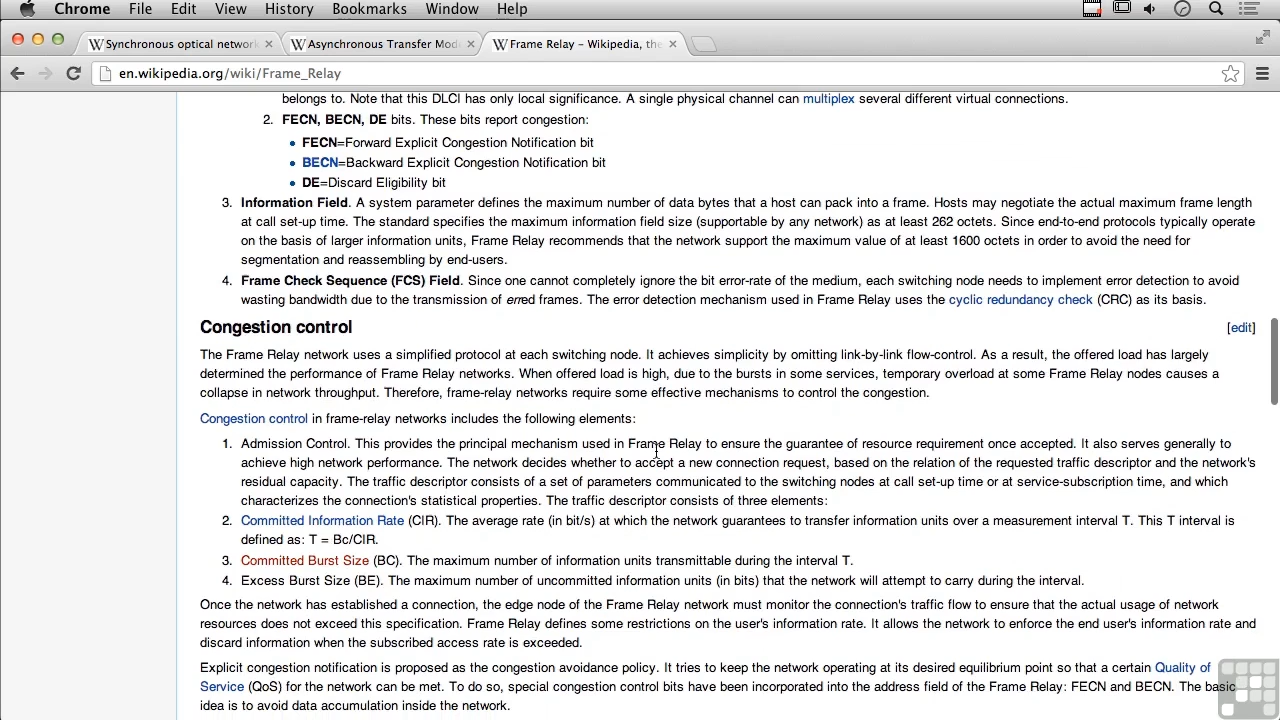 Chrome File Edit View History Bookmarks Window Help
Synchronous optical network Asynchronous Transfer Mod Frame Relay - Wikipedia, the
en.wikipedia.org/wiki/Frame_Relay
belongs to. Note that this DLCI has only local significance. A single physical channel can multiplex several different virtual connections.
2. FECN, BECN, DE bits. These bits report congestion:
• FECN=Forward Explicit Congestion Notification bit
• BECN=Backward Explicit Congestion Notification bit
• DE=Discard Eligibility bit
3. Information Field. A system parameter defines the maximum number of data bytes that a host can pack into a frame. Hosts may negotiate the actual maximum frame length
at call set-up time. The standard specifies the maximum information field size (supportable by any network) as at least 262 octets. Since end-to-end protocols typically operate
on the basis of larger information units, Frame Relay recommends that the network support the maximum value of at least 1600 octets in order to avoid the need for
segmentation and reassembling by end-users.
4. Frame Check Sequence (FCS) Field. Since one cannot completely ignore the bit error-rate of the medium, each switching node needs to implement error detection to avoid
wasting bandwidth due to the transmission of erred frames. The error detection mechanism used in Frame Relay uses the cyclic redundancy check (CRC) as its basis.
Congestion control [edit]
The Frame Relay network uses a simplified protocol at each switching node. It achieves simplicity by omitting link-by-link flow-control. As a result, the offered load has largely
determined the performance of Frame Relay networks. When offered load is high, due to the bursts in some services, temporary overload at some Frame Relay nodes causes a
collapse in network throughput. Therefore, frame-relay networks require some effective mechanisms to control the congestion.
Congestion control in frame-relay networks includes the following elements:
1. Admission Control. This provides the principal mechanism used in Frame Relay to ensure the guarantee of resource requirement once accepted. It also serves generally to
achieve high network performance. The network decides whether to accept a new connection request, based on the relation of the requested traffic descriptor and the network's
residual capacity. The traffic descriptor consists of a set of parameters communicated to the switching nodes at call set-up time or at service-subscription time, and which
characterizes the connection's statistical properties. The traffic descriptor consists of three elements:
2. Committed Information Rate (CIR). The average rate (in bit/s) at which the network guarantees to transfer information units over a measurement interval T. This T interval is
defined as: T = Bc/CIR.
3. Committed Burst Size (BC). The maximum number of information units transmittable during the interval T.
4. Excess Burst Size (BE). The maximum number of uncommitted information units (in bits) that the network will attempt to carry during the interval.
Once the network has established a connection, the edge node of the Frame Relay network must monitor the connection's traffic flow to ensure that the actual usage of network
resources does not exceed this specification. Frame Relay defines some restrictions on the user's information rate. It allows the network to enforce the end user's information rate and
discard information when the subscribed access rate is exceeded.
Explicit congestion notification is proposed as the congestion avoidance policy. It tries to keep the network operating at its desired equilibrium point so that a certain Quality of
Service (QoS) for the network can be met. To do so, special congestion control bits have been incorporated into the address field of the Frame Relay: FECN and BECN. The basic
idea is to avoid data accumulation inside the network.